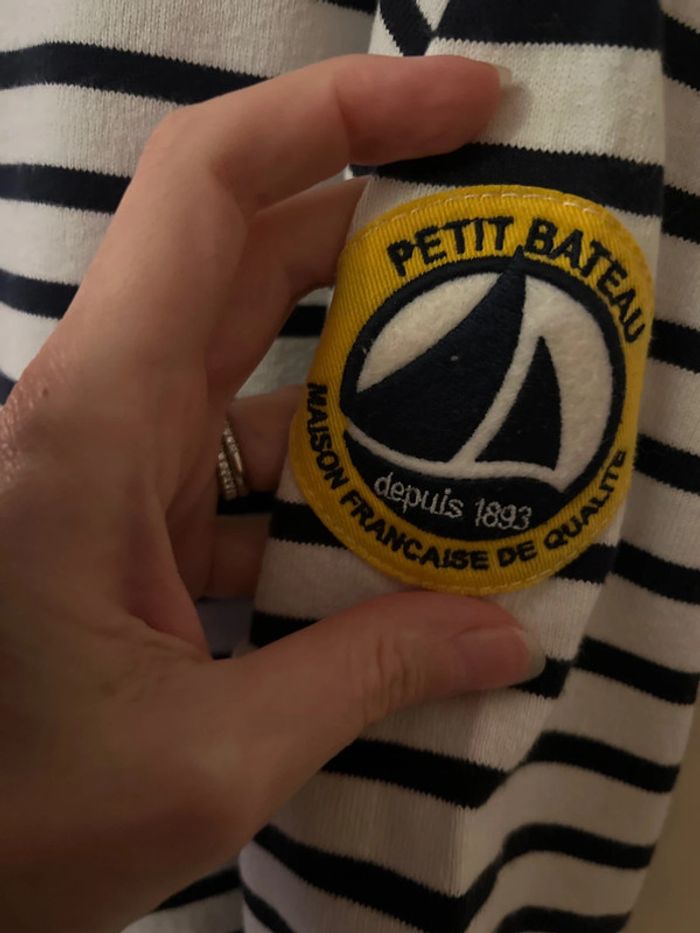 PETIT BATEAU
depuis 1893
MAISON FRANCAISE DE QUALITE